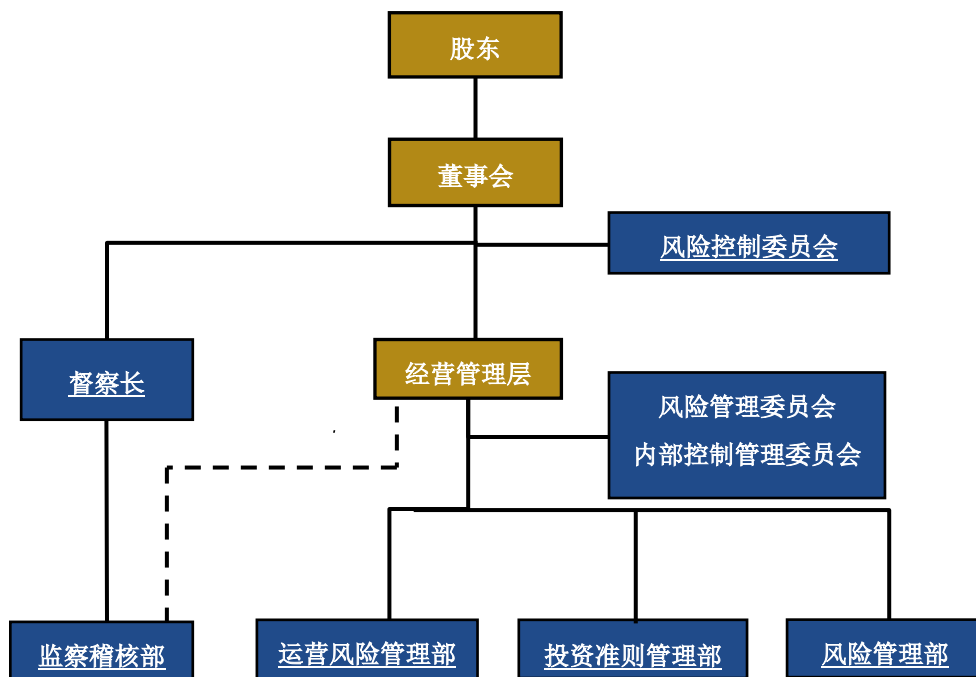 股东
董事会
风险控制委员会
督察长
经营管理层
风险管理委员会
内部控制管理委员会
监察稽核部
运营风险管理部
投资准则管理部
风险管理部